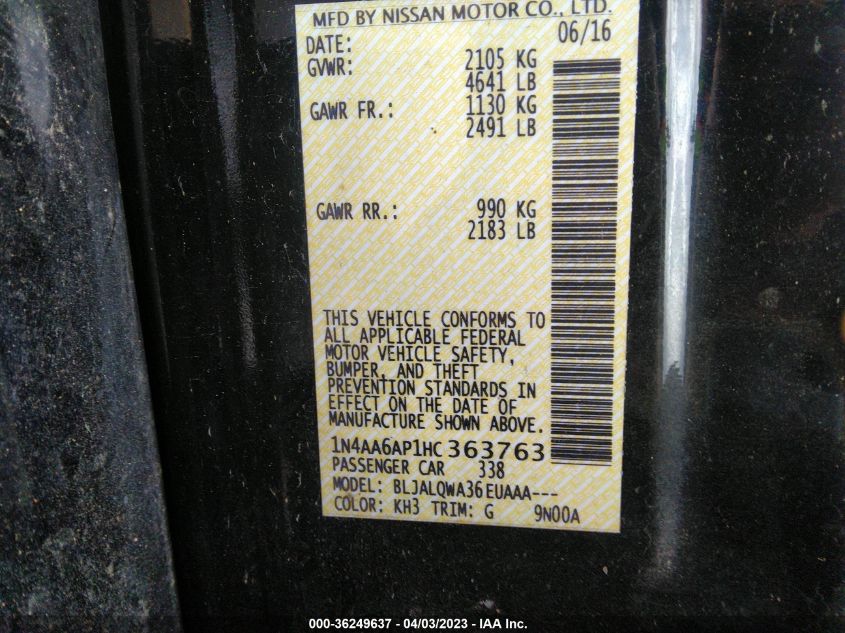 MFD BY NISSAN MOTOR CO., LTD.
DATE: 06/16
GVWR: 2105 KG
4641 LB
GAWR FR.: 1130 KG
2491 LB
GAWR RR.: 990 KG
2183 LB
THIS VEHICLE CONFORMS TO
ALL APPLICABLE FEDERAL
MOTOR VEHICLE SAFETY,
BUMPER, AND THEFT
PREVENTION STANDARDS IN
EFFECT ON THE DATE OF
MANUFACTURE SHOWN ABOVE.
1N4AA6AP1HC 363763
PASSENGER CAR 338
MODEL: BLJALQWA36EUAAA---
COLOR: KH3 TRIM: G 9N00A
000-36249637 - 04/03/2023 - IAA Inc.